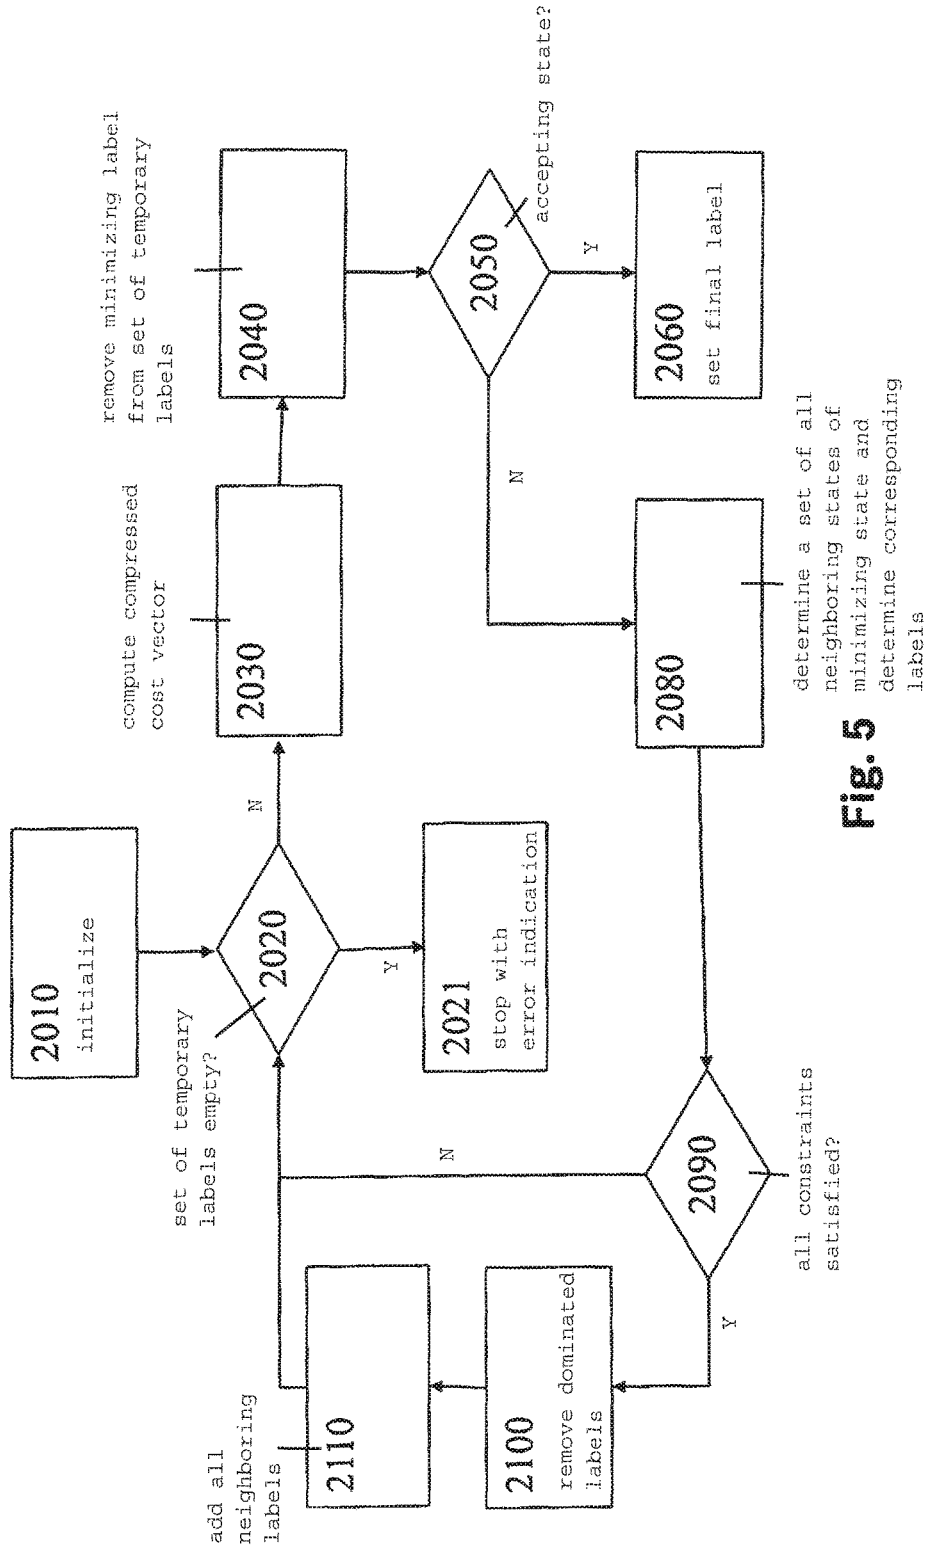 2010
initialize
set of temporary
labels empty?
2020
N
Y
2021
stop with
error indication
compute compressed
cost vector
2030
remove minimizing label
from set of temporary
labels
2040
2050
accepting state?
Y
N
2060
set final label
2080
determine a set of all
neighboring states of
minimizing state and
determine corresponding
labels
2090
all constraints
satisfied?
N
Y
2100
remove dominated
labels
add all
neighboring
labels
2110
Fig. 5